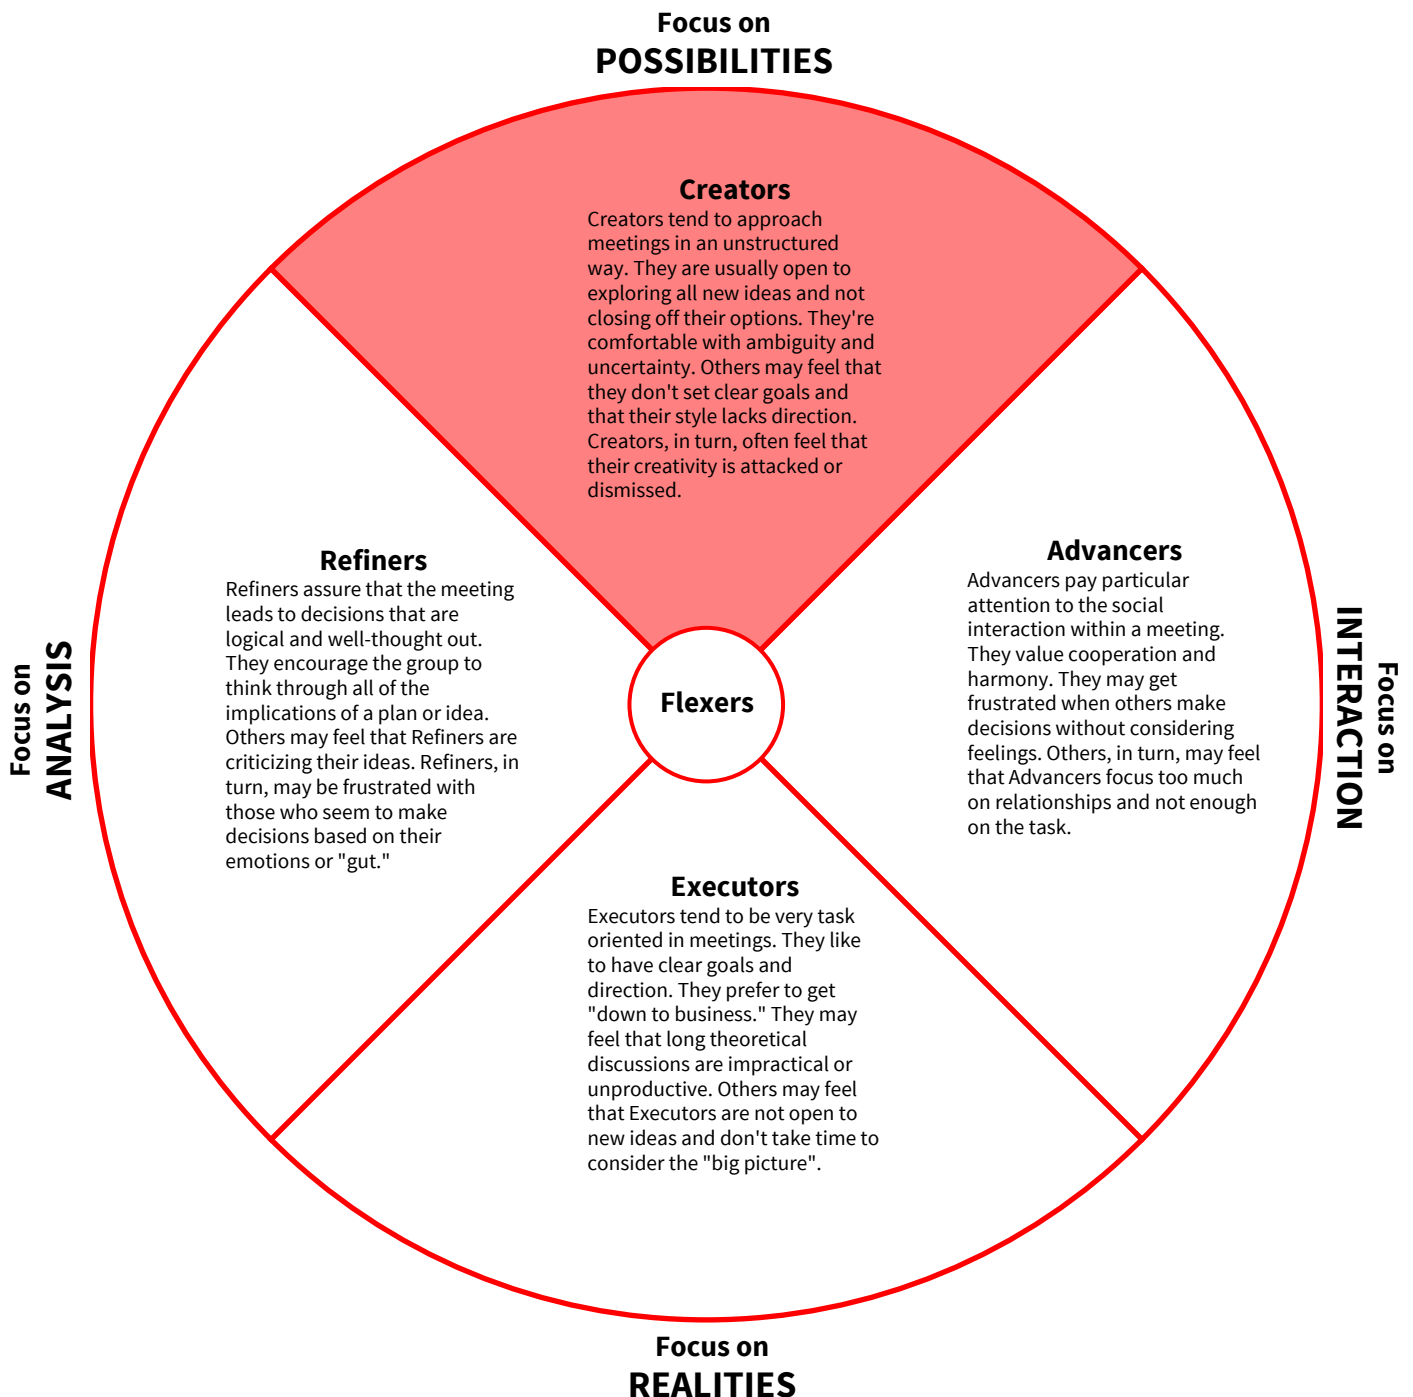 Focus on
POSSIBILITIES
Creators
Creators tend to approach
meetings in an unstructured
way. They are usually open to
exploring all new ideas and not
closing off their options. They're
comfortable with ambiguity and
uncertainty. Others may feel that
they don't set clear goals and
that their style lacks direction.
Creators, in turn, often feel that
their creativity is attacked or
dismissed.
Focus on
ANALYSIS
Refiners
Refiners assure that the meeting
leads to decisions that are
logical and well-thought out.
They encourage the group to
think through all of the
implications of a plan or idea.
Others may feel that Refiners are
criticizing their ideas. Refiners, in
turn, may be frustrated with
those who seem to make
decisions based on their
emotions or "gut."
Flexers
Advancers
Advancers pay particular
attention to the social
interaction within a meeting.
They value cooperation and
harmony. They may get
frustrated when others make
decisions without considering
feelings. Others, in turn, may feel
that Advancers focus too much
on relationships and not enough
on the task.
Focus on
INTERACTION
Executors
Executors tend to be very task
oriented in meetings. They like
to have clear goals and
direction. They prefer to get
"down to business." They may
feel that long theoretical
discussions are impractical or
unproductive. Others may feel
that Executors are not open to
new ideas and don't take time to
consider the "big picture".
Focus on
REALITIES